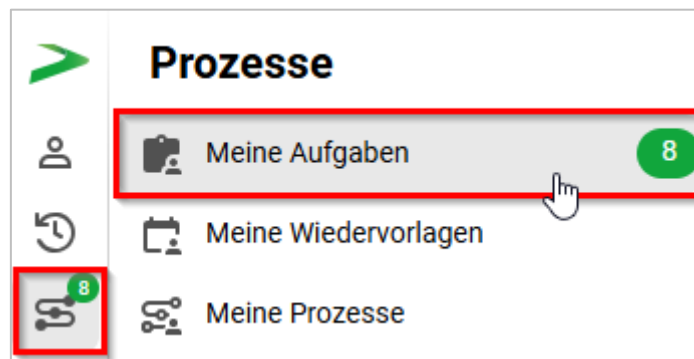 Prozesse
Meine Aufgaben 8
Meine Wiedervorlagen
8
Meine Prozesse